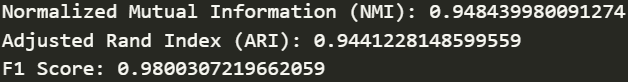 Normalized Mutual Information (NMI): 0.948439980091274
Adjusted Rand Index (ARI): 0.9441228148599559
F1 Score: 0.9800307219662059